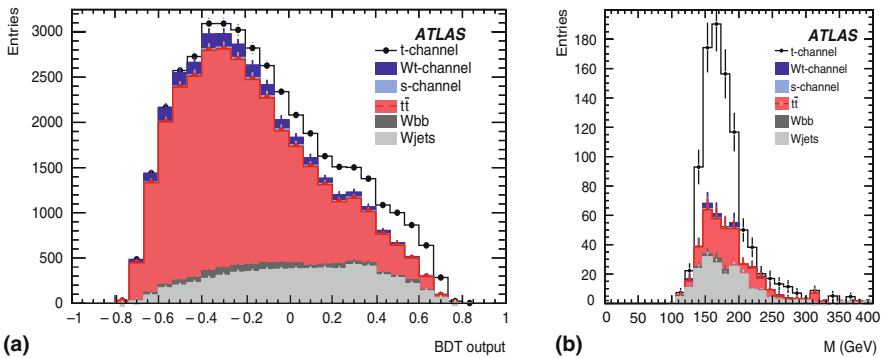 Entries
3000
2500
2000
1500
1000
500
0
ATLAS
t-channel
Wt-channel
s-channel
tt̄
Wbb
Wjets
−1 −0.8 −0.6 −0.4 −0.2 0 0.2 0.4 0.6 0.8 1
(a)
BDT output
Entries
180
160
140
120
100
80
60
40
20
0
ATLAS
t-channel
Wt-channel
s-channel
tt̄
Wbb
Wjets
0 50 100 150 200 250 300 350 400
(b)
M (GeV)